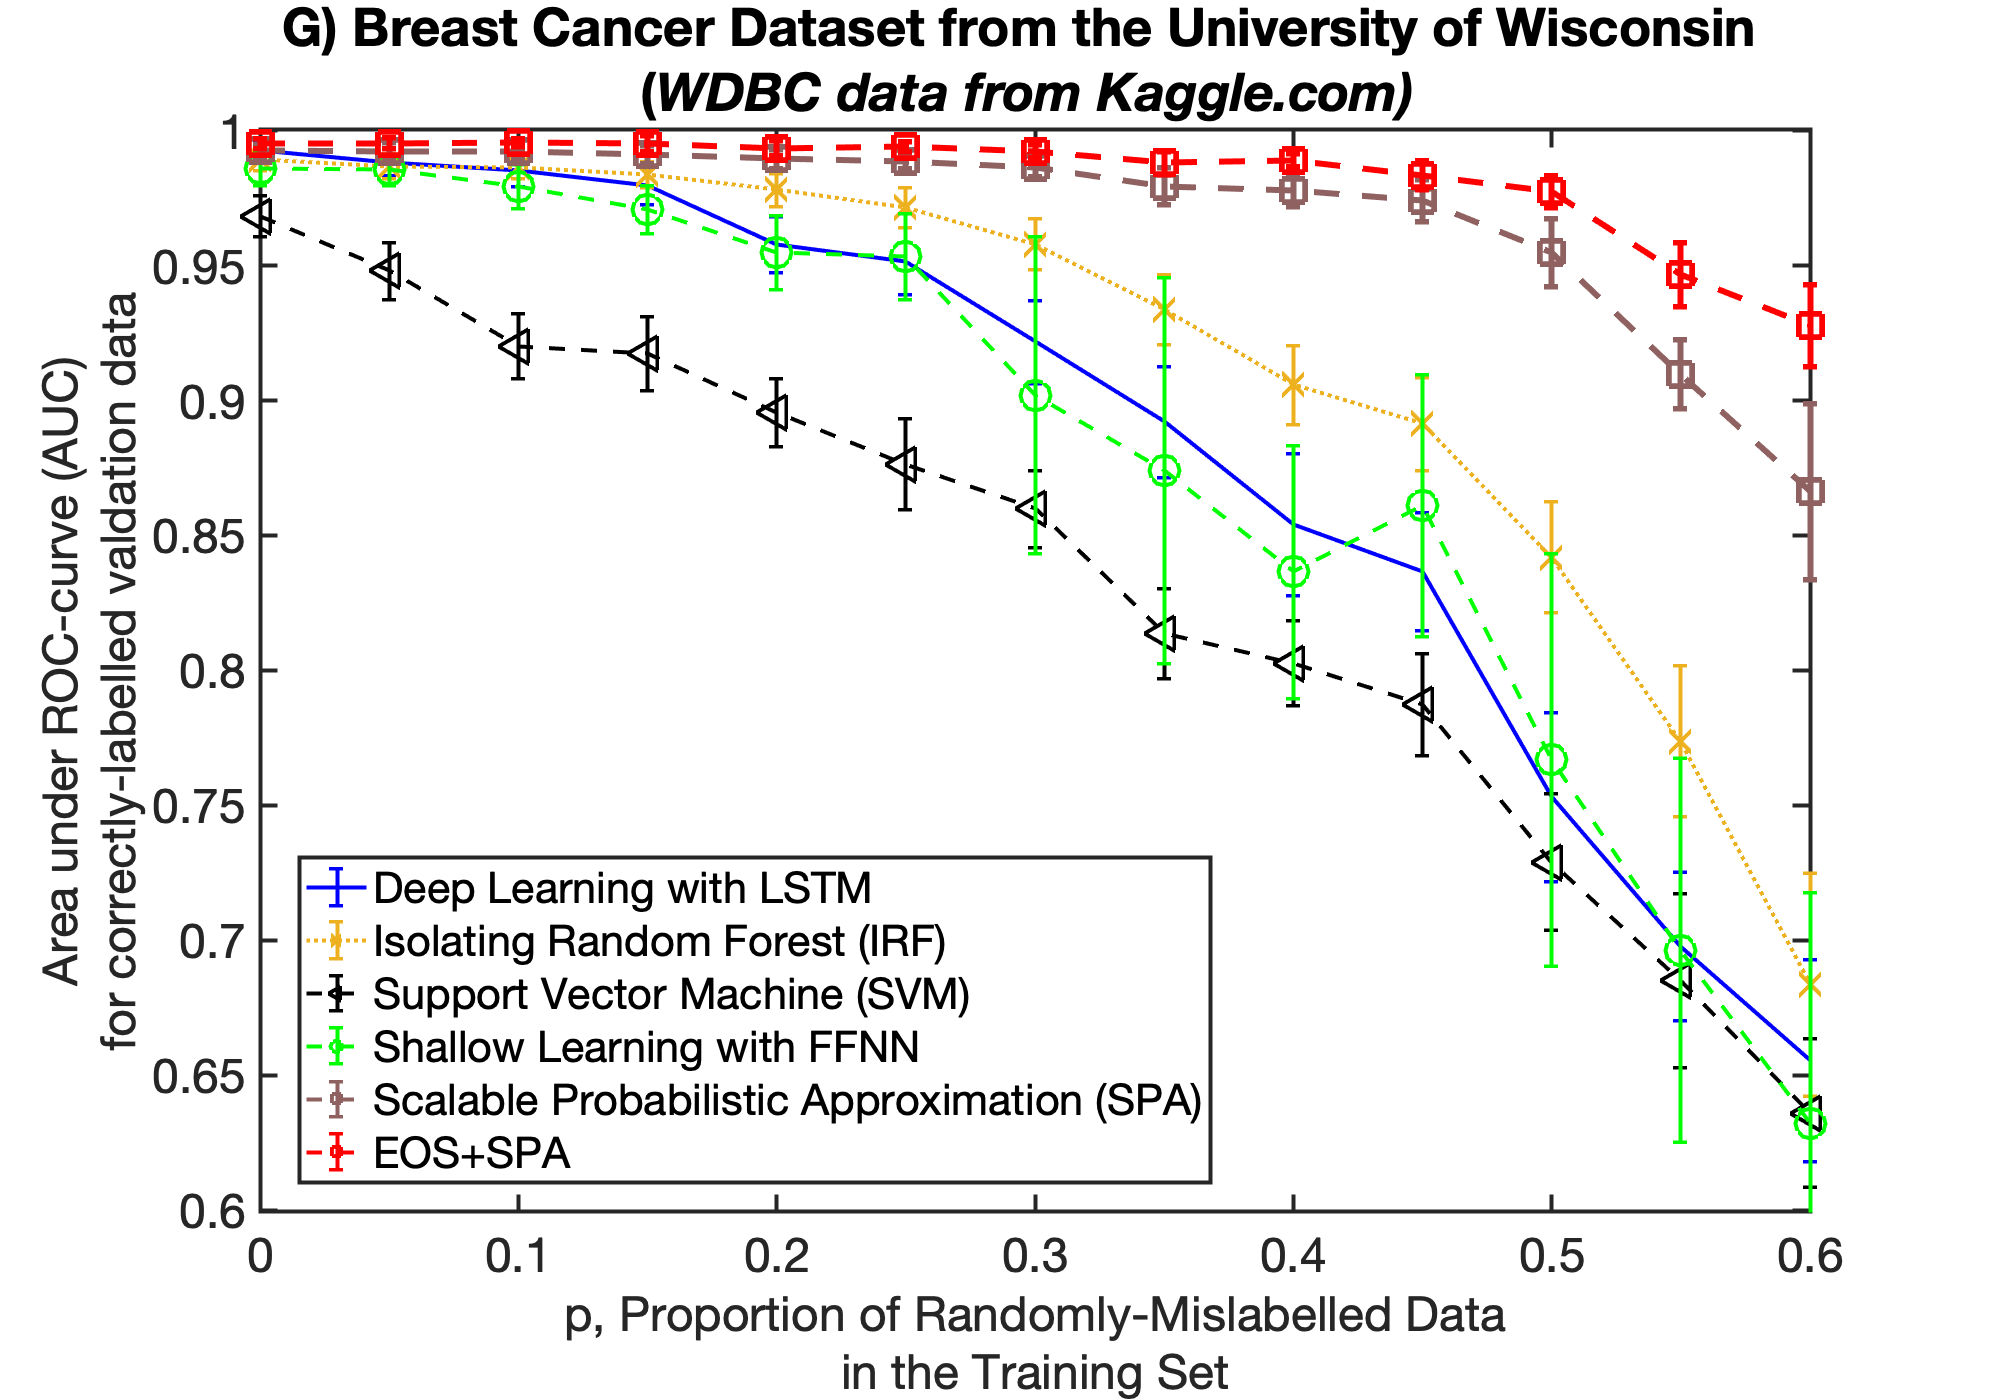 G) Breast Cancer Dataset from the University of Wisconsin
(WDBC data from Kaggle.com)
Area under ROC-curve (AUC)
for correctly-labelled valdation data
1
0.95
0.9
0.85
0.8
0.75
0.7
0.65
0.6
Deep Learning with LSTM
Isolating Random Forest (IRF)
Support Vector Machine (SVM)
Shallow Learning with FFNN
Scalable Probabilistic Approximation (SPA)
EOS+SPA
0 0.1 0.2 0.3 0.4 0.5 0.6
p, Proportion of Randomly-Mislabelled Data
in the Training Set